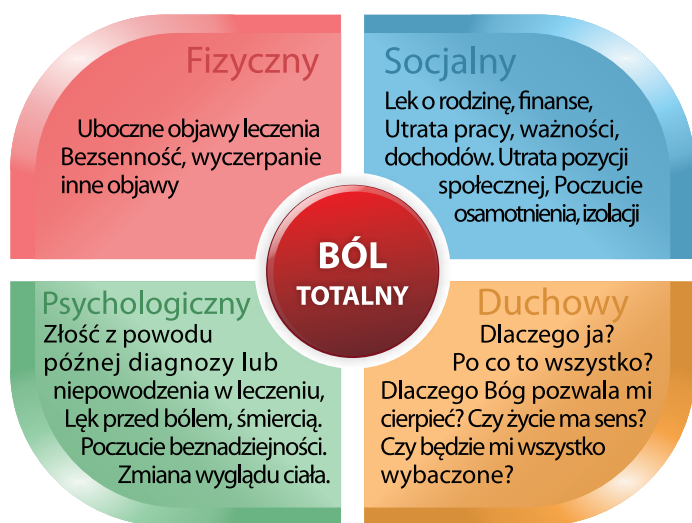 Fizyczny
Uboczne objawy leczenia
Bezsenność, wyczerpanie
inne objawy
Socjalny
Lek o rodzinę, finanse,
Utrata pracy, ważności,
dochodów. Utrata pozycji
społecznej, Poczucie
osamotnienia, izolacji
BÓL
TOTALNY
Psychologiczny
Złość z powodu
późnej diagnozy lub
niepowodzenia w leczeniu,
Lęk przed bólem, śmiercią.
Poczucie beznadziejności.
Zmiana wyglądu ciała.
Duchowy
Dlaczego ja?
Po co to wszystko?
Dlaczego Bóg pozwala mi
cierpieć? Czy życie ma sens?
Czy będzie mi wszystko
wybaczone?